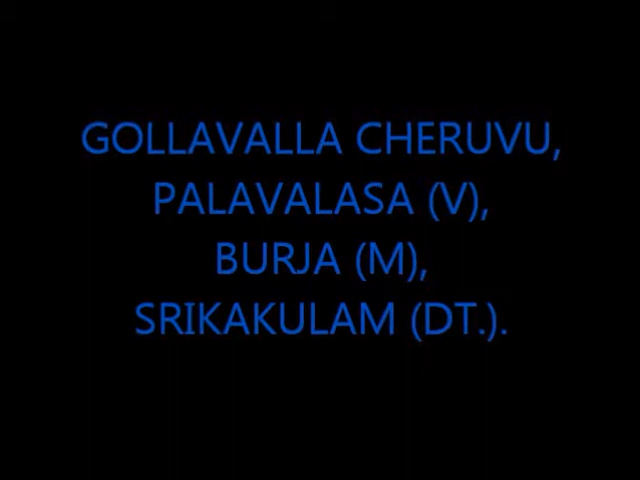 GOLLAVALLA CHERUVU,
PALAVALASA (V),
BURJA (M),
SRIKAKULAM (DT.).